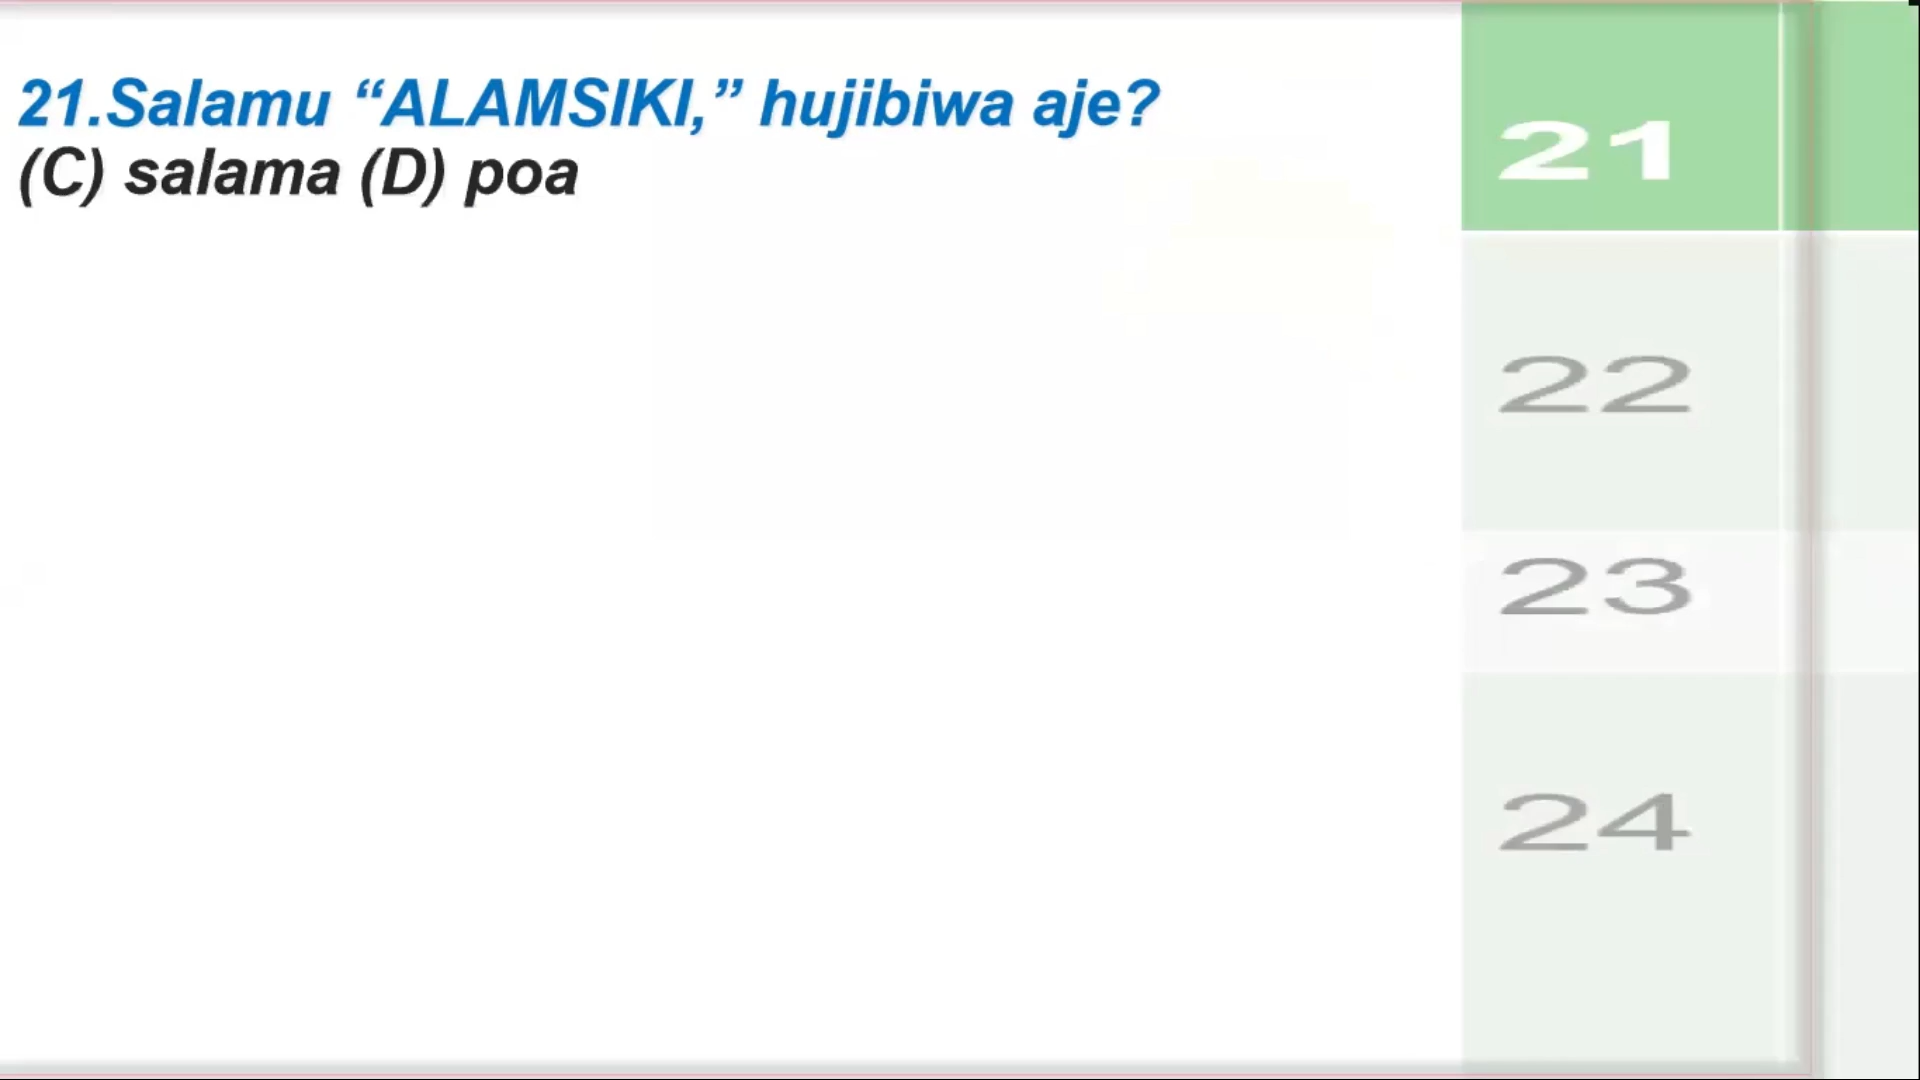 21.Salamu “ALAMSIKI,” hujibiwa aje?
(C) salama (D) poa
21
22
23
24